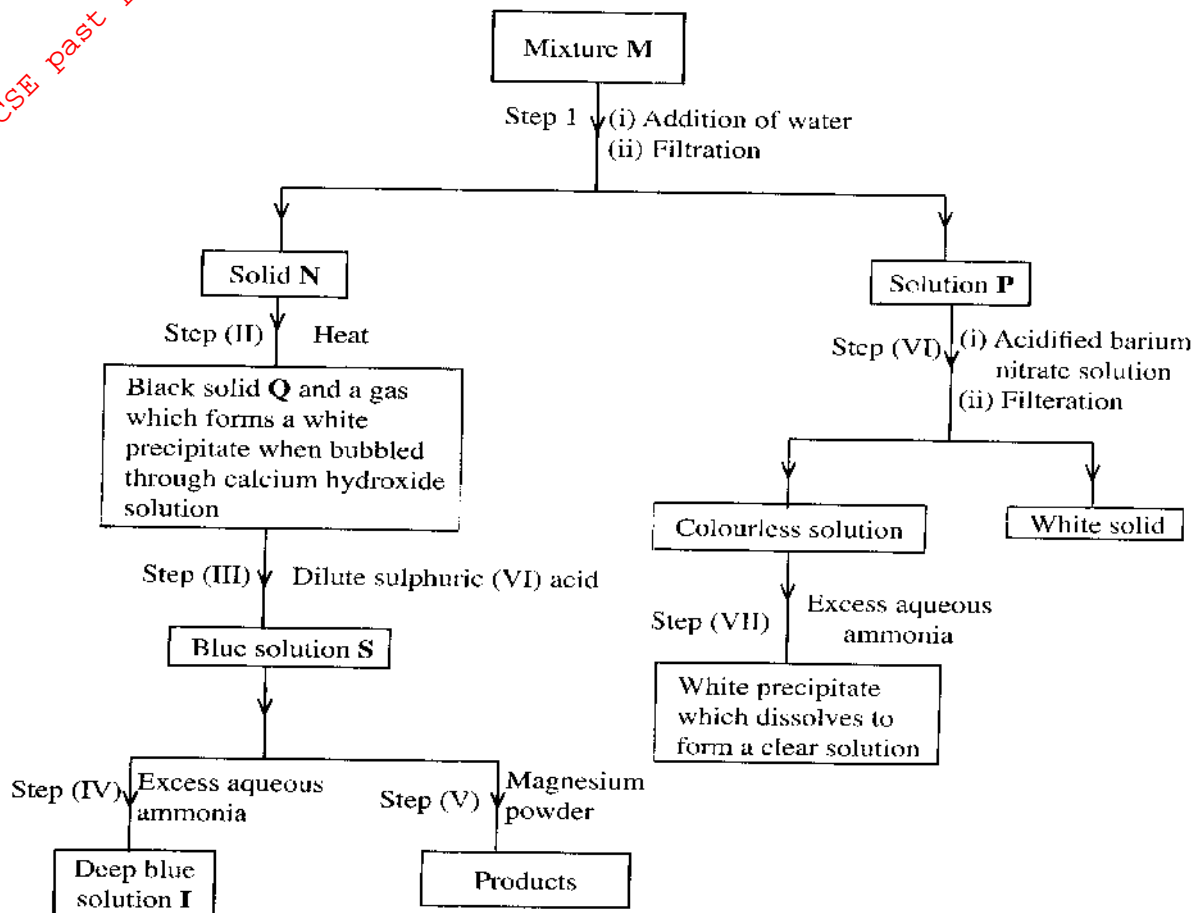 CSE past
Mixture M
Step 1
(i) Addition of water
(ii) Filtration
Solid N
Solution P
Step (II)
Heat
Step (VI)
(i) Acidified barium
nitrate solution
(ii) Filteration
Black solid Q and a gas
which forms a white
precipitate when bubbled
through calcium hydroxide
solution
Colourless solution
White solid
Step (III)
Dilute sulphuric (VI) acid
Step (VII)
Excess aqueous
ammonia
Blue solution S
White precipitate
which dissolves to
form a clear solution
Step (IV)
Excess aqueous
ammonia
Step (V)
Magnesium
powder
Deep blue
solution I
Products